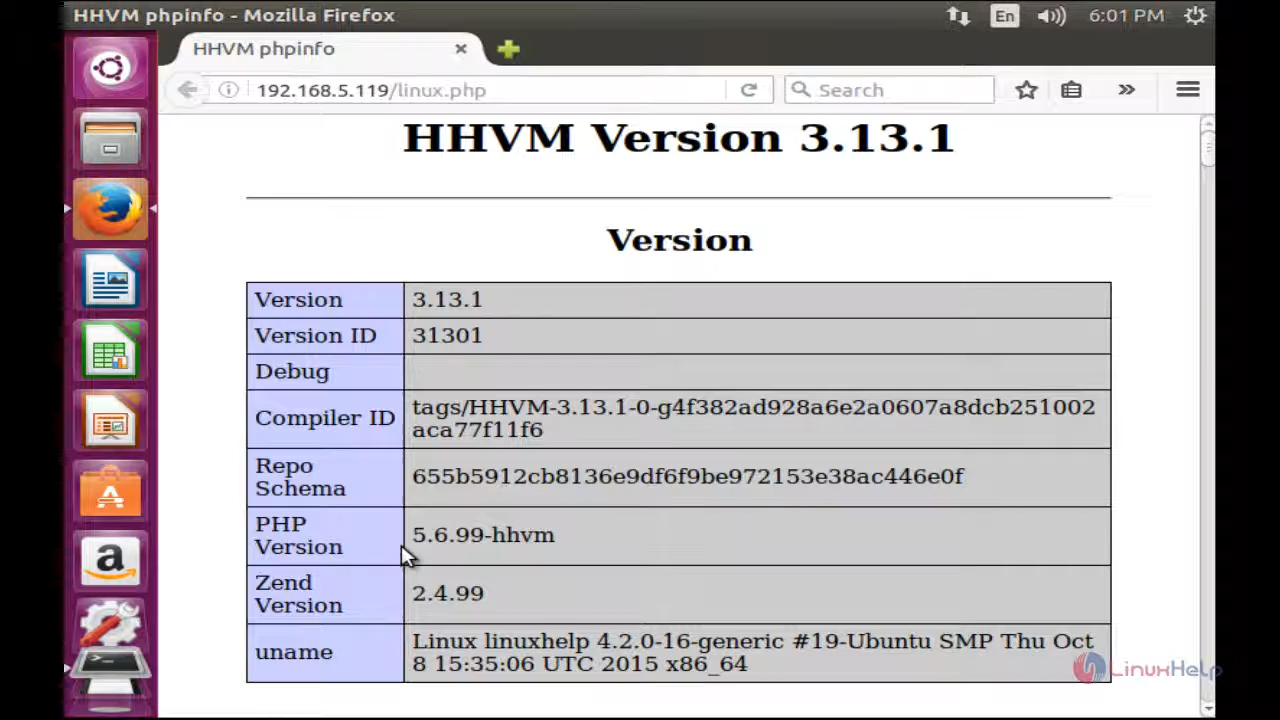 HHVM phpinfo - Mozilla Firefox
En
6:01 PM
HHVM phpinfo
192.168.5.119/linux.php
Search
HHVM Version 3.13.1
Version
Version 3.13.1
Version ID 31301
Debug
Compiler ID tags/HHVM-3.13.1-0-g4f382ad928a6e2a0607a8dcb251002
aca77f11f6
Repo
Schema 655b5912cb8136e9df6f9be972153e38ac446e0f
PHP
Version 5.6.99-hhvm
Zend
Version 2.4.99
uname Linux linuxhelp 4.2.0-16-generic #19-Ubuntu SMP Thu Oct
8 15:35:06 UTC 2015 x86_64
LinuxHelp